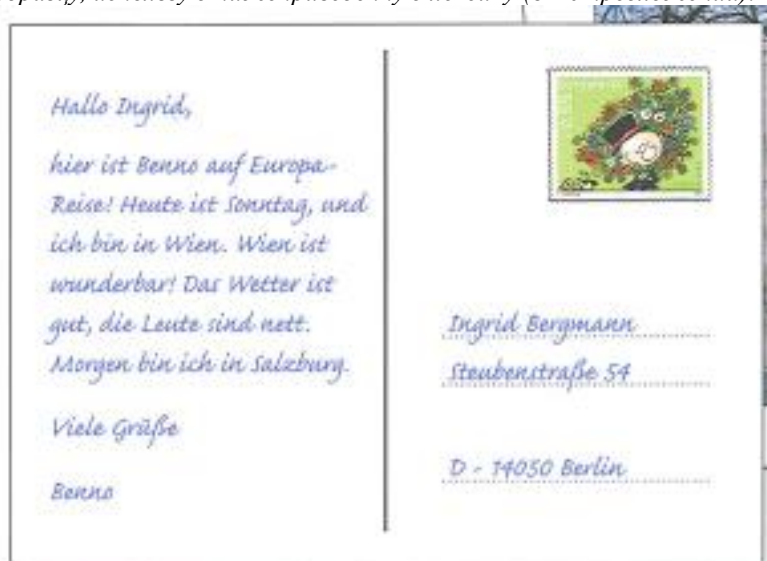 Hallo Ingrid,
hier ist Benno auf Europa-
Reise! Heute ist Sonntag, und
ich bin in Wien. Wien ist
wunderbar! Das Wetter ist
gut, die Leute sind nett.
Morgen bin ich in Salzburg.
Viele Grüße
Benno
Ingrid Bergmann
Steubenstraße 54
D - 14050 Berlin